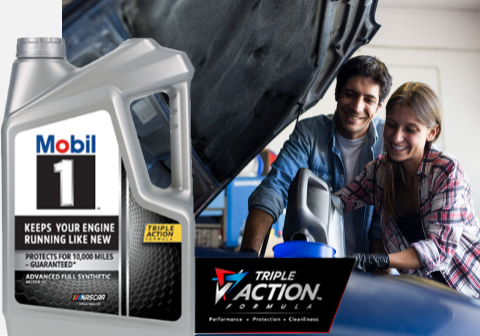 Mobil
1
KEEPS YOUR ENGINE
RUNNING LIKE NEW
PROTECTS FOR 10,000 MILES
– GUARANTEED*
ADVANCED FULL SYNTHETIC
MOTOR OIL
TRIPLE
ACTION
FORMULA
NASCAR
TRIPLE
ACTION™
FORMULA
Performance • Protection • Cleanliness